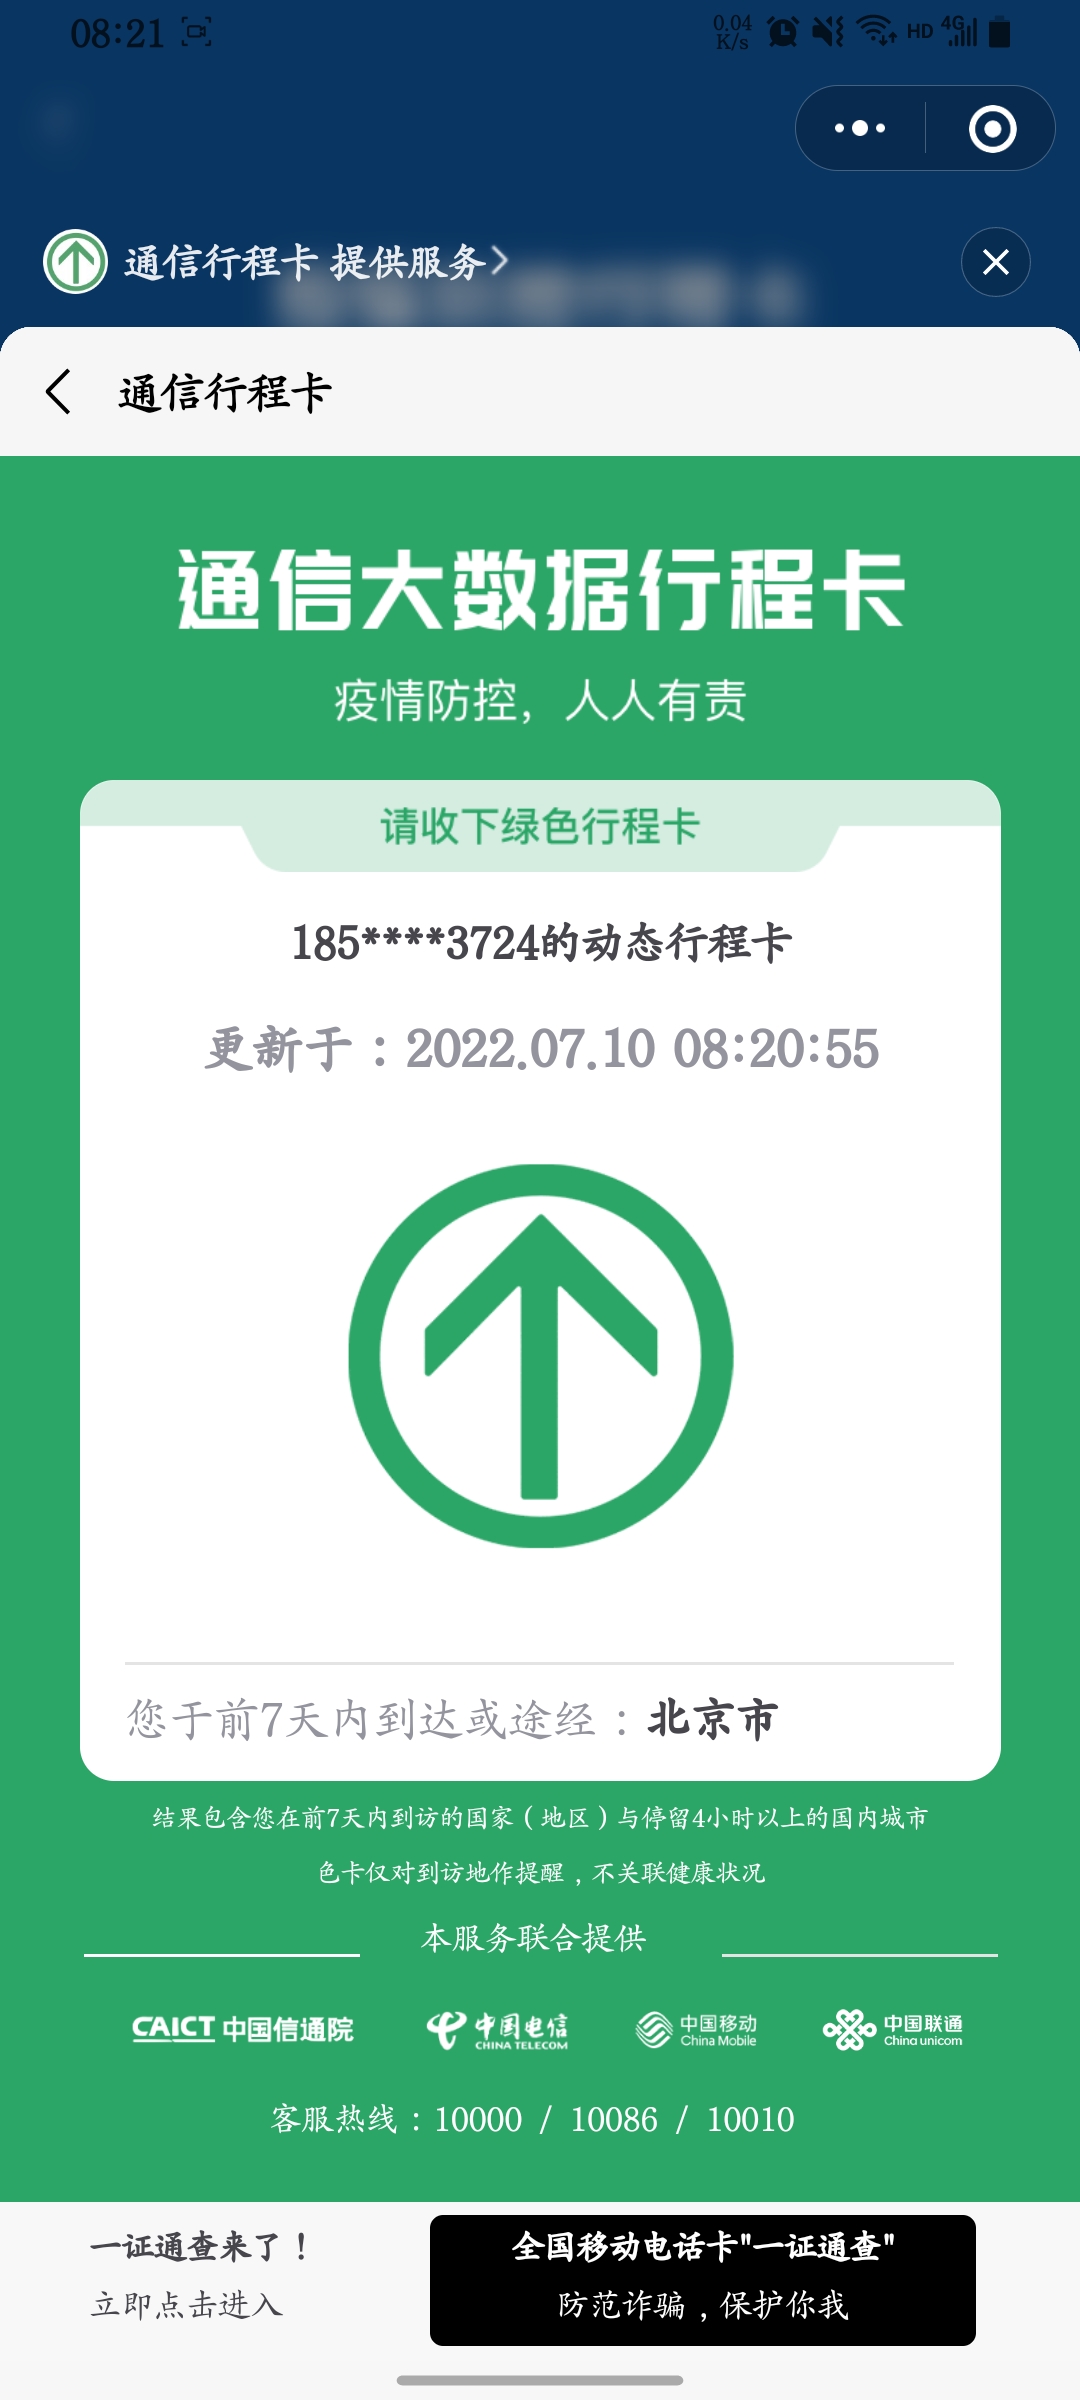 08:21
0.04
K/s
HD
4G
通信行程卡 提供服务
通信行程卡
通信大数据行程卡
疫情防控，人人有责
请收下绿色行程卡
185****3724的动态行程卡
更新于：2022.07.10 08:20:55
您于前7天内到达或途经：北京市
结果包含您在前7天内到访的国家（地区）与停留4小时以上的国内城市
色卡仅对到访地作提醒，不关联健康状况
本服务联合提供
CAICT 中国信通院
中国电信
CHINA TELECOM
中国移动
China Mobile
中国联通
China unicom
客服热线：10000 / 10086 / 10010
一证通查来了！
立即点击进入
全国移动电话卡"一证通查"
防范诈骗，保护你我